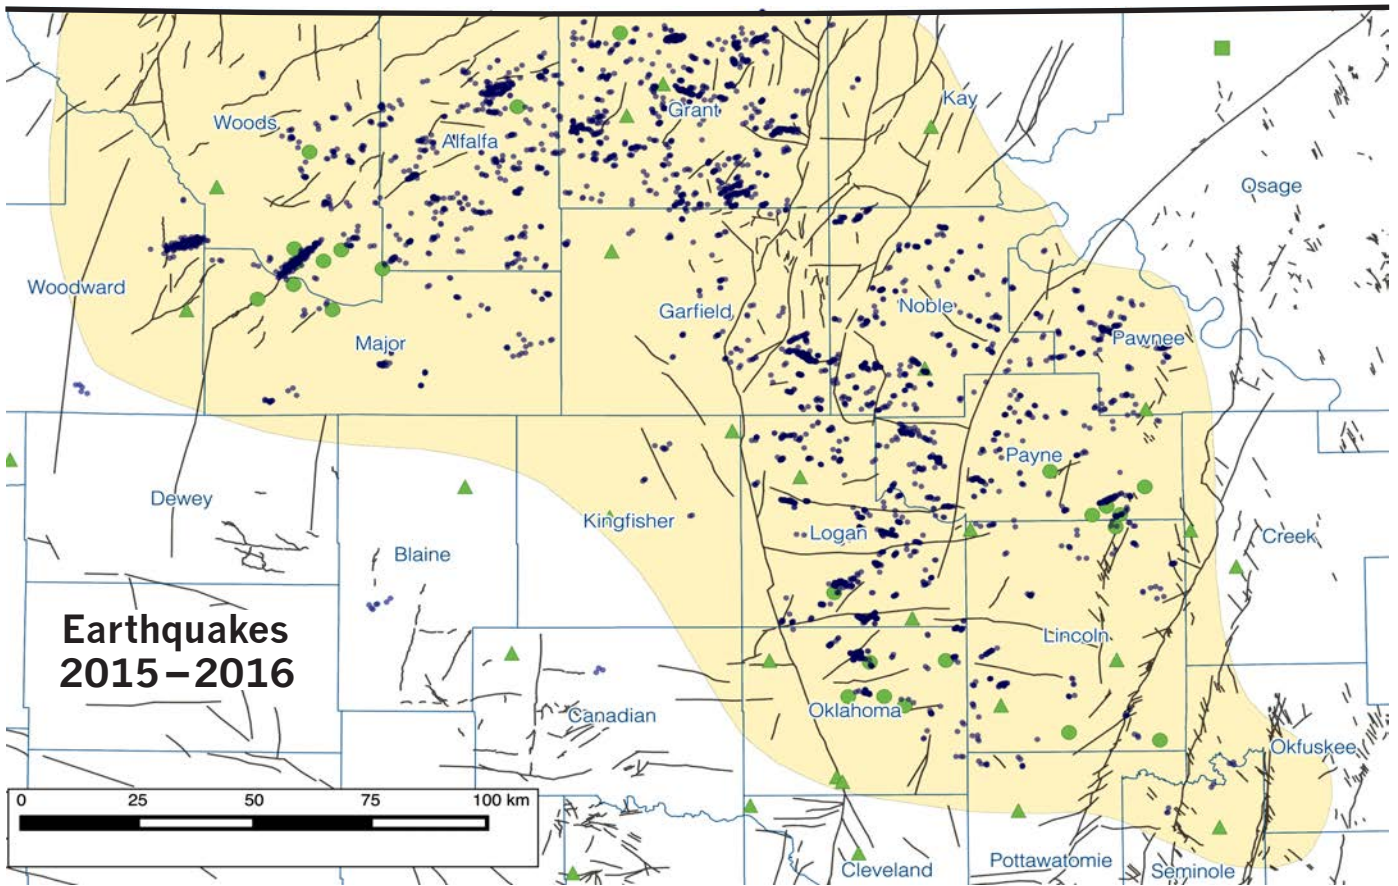 Kay
Grant
Woods
Alfalfa
Osage
Woodward
Noble
Garfield
Pawnee
Major
Payne
Dewey
Kingfisher
Logan
Creek
Blaine
Earthquakes
2015–2016
Lincoln
Oklahoma
Canadian
Okfuskee
0 25 50 75 100 km
Pottawatomie
Cleveland
Seminole